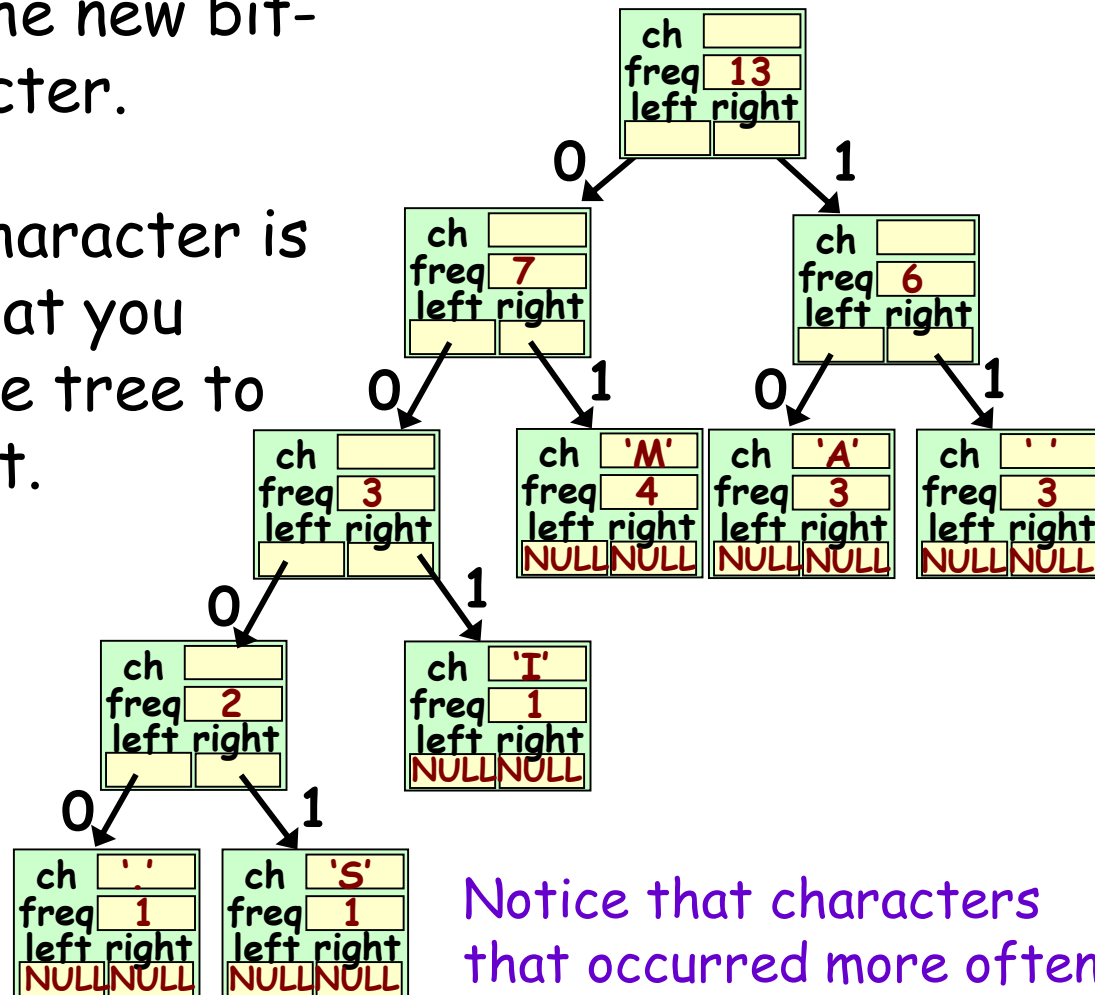 he new bit-
cter.
haracter is
at you
e tree to
t.
ch
freq 13
left right
0 1
ch
freq 7
left right
ch
freq 6
left right
0 1 0 1
ch
freq 3
left right
ch 'M'
freq 4
left right
NULL NULL
ch 'A'
freq 3
left right
NULL NULL
ch ' '
freq 3
left right
NULL NULL
0 1
ch
freq 2
left right
ch 'I'
freq 1
left right
NULL NULL
0 1
ch '.'
freq 1
left right
NULL NULL
ch 'S'
freq 1
left right
NULL NULL
Notice that characters
that occurred more often